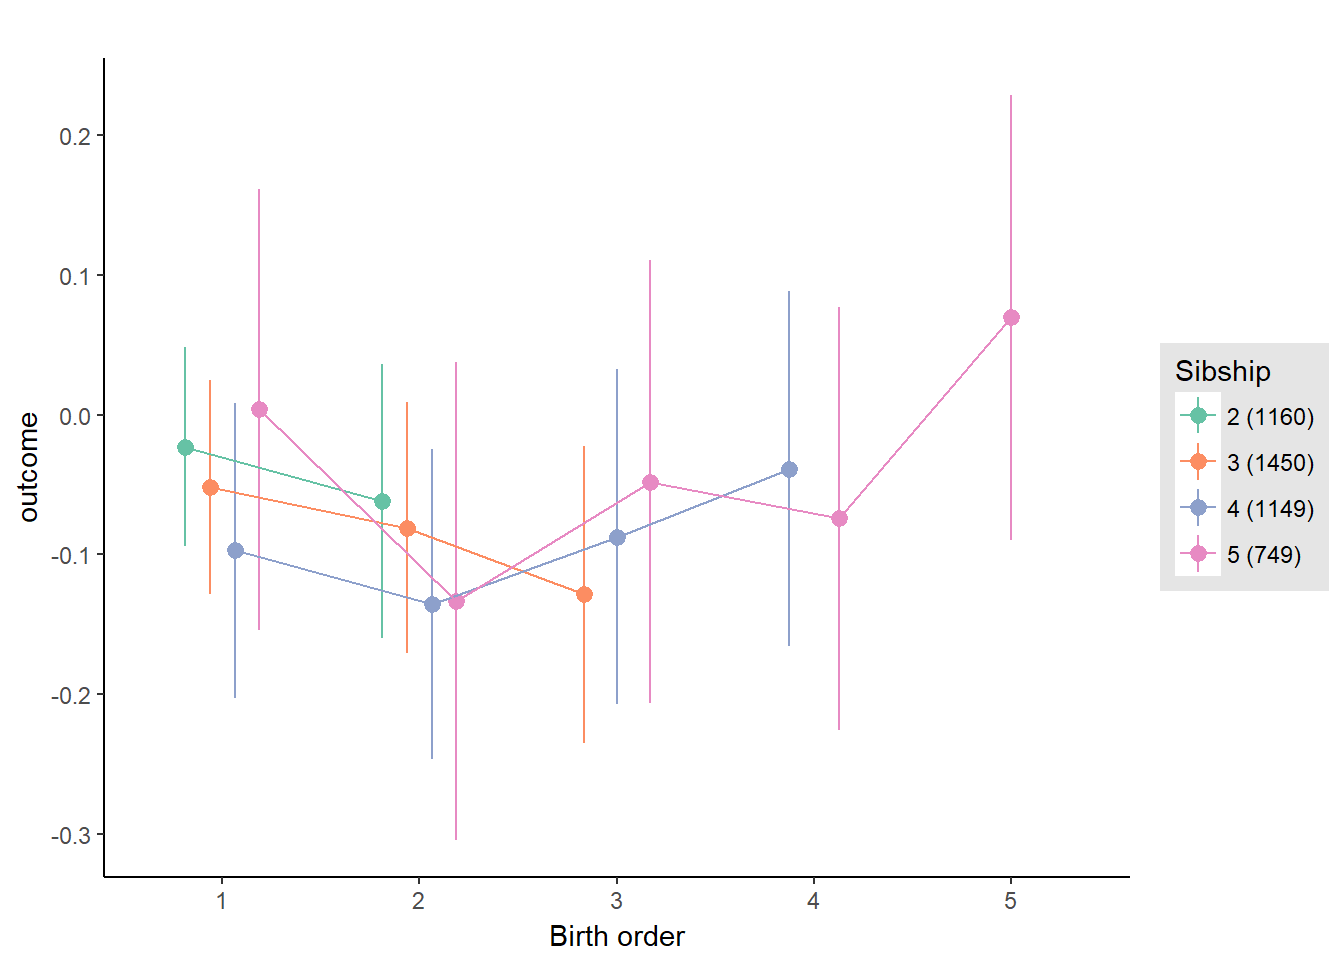 0.2
0.1
0.0
-0.1
-0.2
-0.3
outcome
1 2 3 4 5
Birth order
Sibship
2 (1160)
3 (1450)
4 (1149)
5 (749)